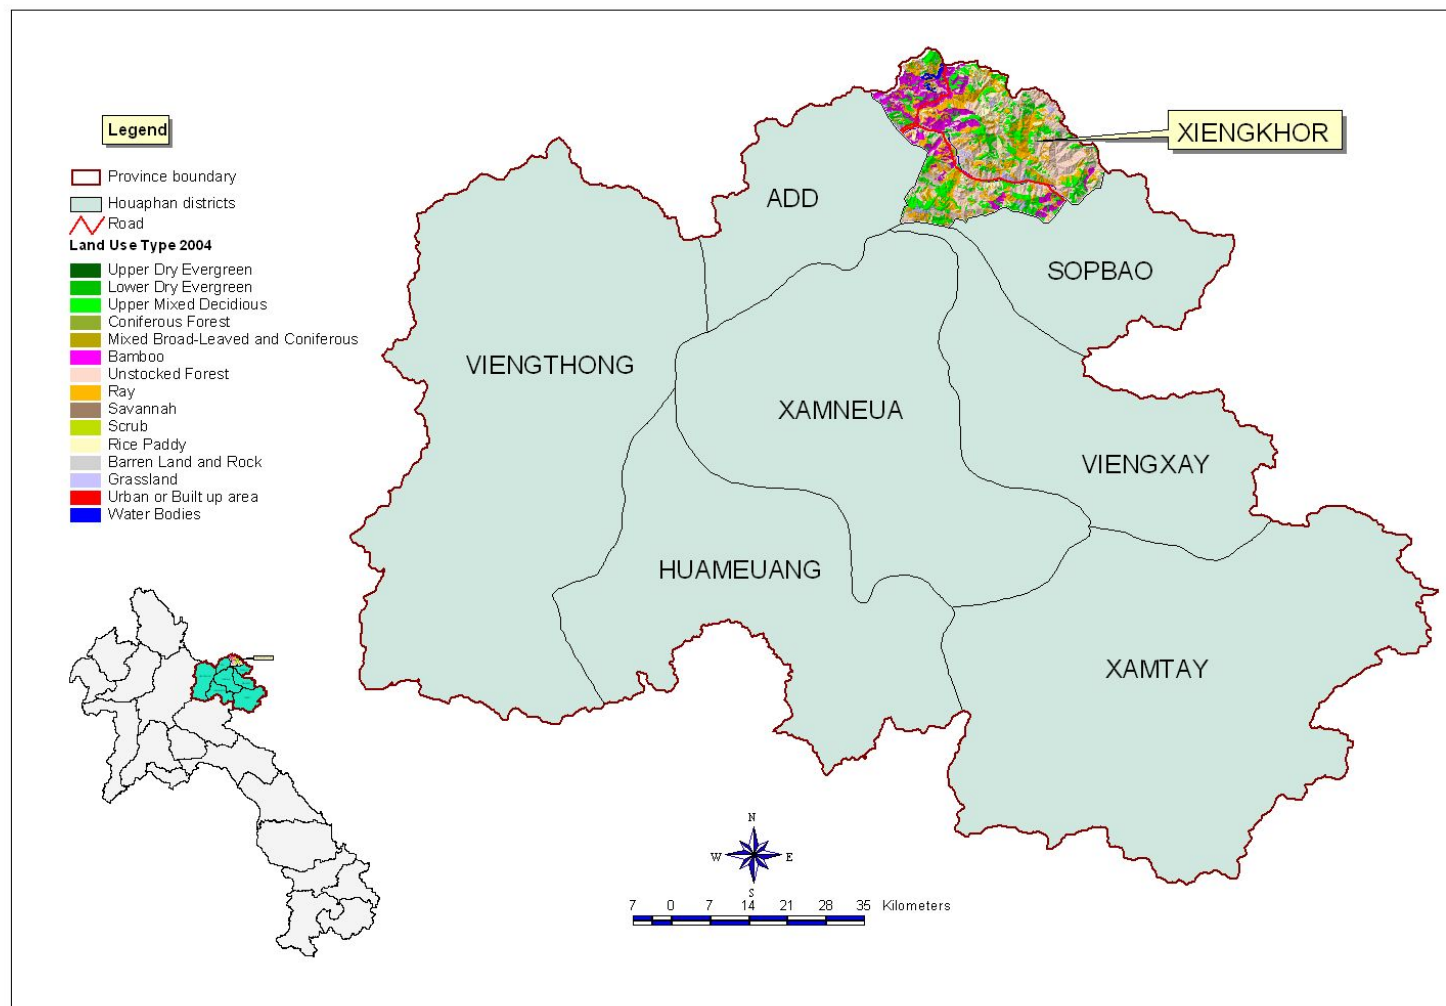 Legend
Province boundary
Houaphan districts
Road
Land Use Type 2004
Upper Dry Evergreen
Lower Dry Evergreen
Upper Mixed Decidious
Coniferous Forest
Mixed Broad-Leaved and Coniferous
Bamboo
Unstocked Forest
Ray
Savannah
Scrub
Rice Paddy
Barren Land and Rock
Grassland
Urban or Built up area
Water Bodies
XIENGKHOR
ADD
SOPBAO
VIENGTHONG
XAMNEUA
VIENGXAY
HUAMEUANG
XAMTAY
N
W E
S
7 0 7 14 21 28 35 Kilometers